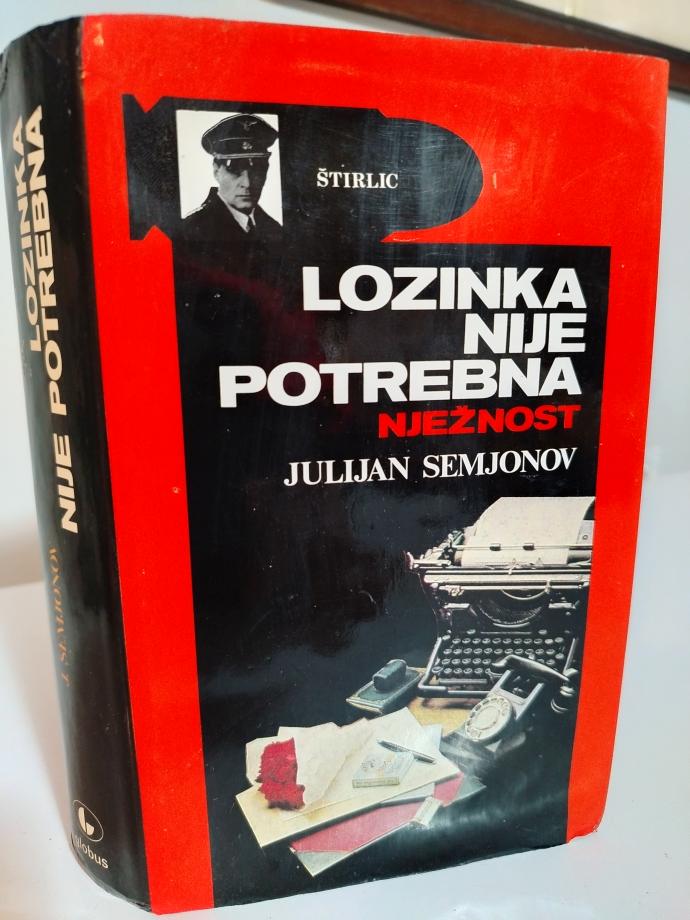 ŠTIRLIC
LOZINKA
NIJE
POTREBNA
NJEŽNOST
JULIJAN SEMJONOV
LOZINKA
NIJE POTREBNA
J. SEMJONOV
Globus